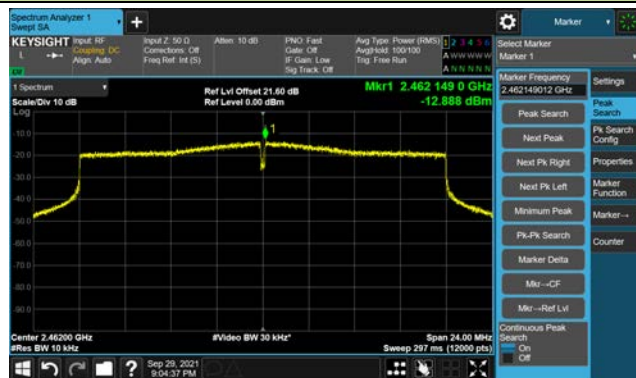 Spectrum Analyzer 1
Swept SA
Marker
KEYSIGHT
Input: RF
Coupling: DC
Align: Auto
Input Z: 50 Ω
Corrections: Off
Freq Ref: Int (S)
Atten: 10 dB
PNO: Fast
Gate: Off
IF Gain: Low
Sig Track: Off
Avg Type: Power (RMS)
Avg|Hold: 100/100
Trig: Free Run
1 2 3 4 5 6
A W W W W W
A N N N N N
L
Select Marker
Marker 1
1 Spectrum
Scale/Div 10 dB
Log
Ref Lvl Offset 21.60 dB
Ref Level 0.00 dBm
Mkr1 2.462 149 0 GHz
-12.888 dBm
1
-10.0
-20.0
-30.0
-40.0
-50.0
-60.0
-70.0
-80.0
-90.0
Center 2.46200 GHz
#Res BW 10 kHz
#Video BW 30 kHz*
Span 24.00 MHz
Sweep 297 ms (12000 pts)
Marker Frequency
2.462149012 GHz
Peak Search
Next Peak
Next Pk Right
Next Pk Left
Minimum Peak
Pk-Pk Search
Marker Delta
Mkr→CF
Mkr→Ref Lvl
Continuous Peak
Search
On
Off
Settings
Peak
Search
Pk Search
Config
Properties
Marker
Function
Marker→
Counter
?
Sep 29, 2021
9:04:37 PM